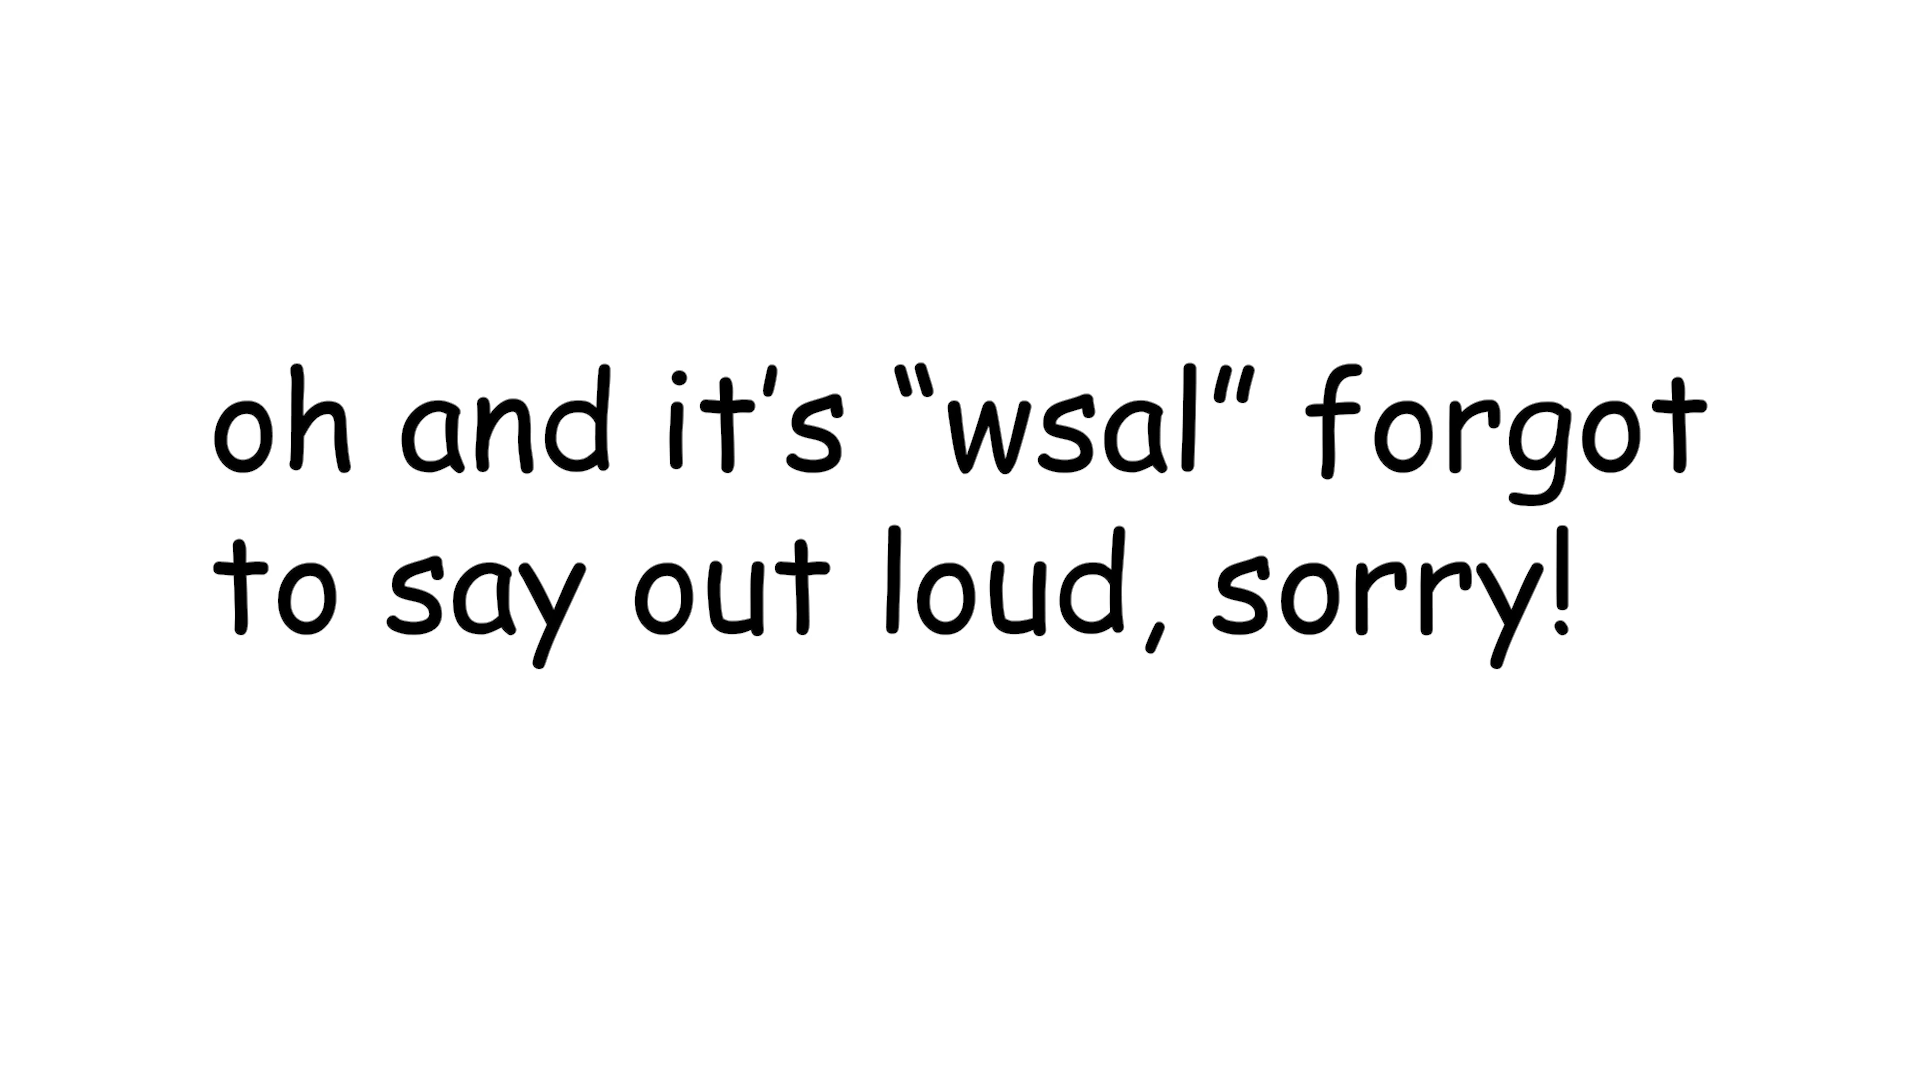 oh and it’s “wsal” forgot
to say out loud, sorry!